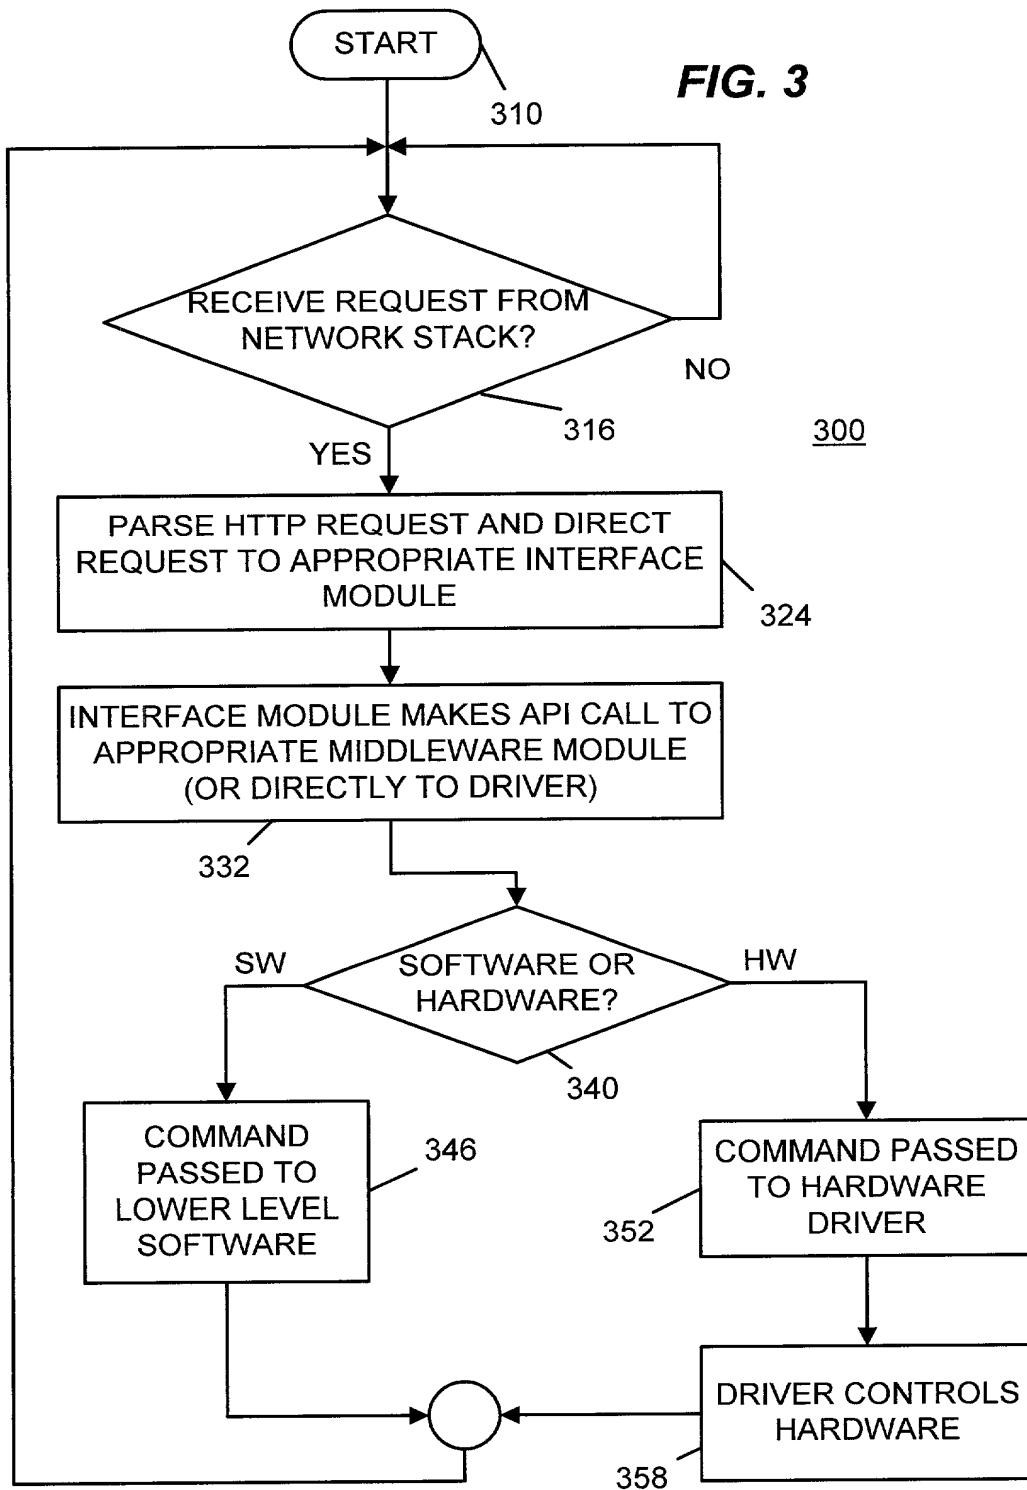 START
FIG. 3
310
RECEIVE REQUEST FROM
NETWORK STACK?
NO
316
300
YES
PARSE HTTP REQUEST AND DIRECT
REQUEST TO APPROPRIATE INTERFACE
MODULE
324
INTERFACE MODULE MAKES API CALL TO
APPROPRIATE MIDDLEWARE MODULE
(OR DIRECTLY TO DRIVER)
332
SW
SOFTWARE OR
HARDWARE?
HW
340
COMMAND
PASSED TO
LOWER LEVEL
SOFTWARE
346
COMMAND PASSED
TO HARDWARE
DRIVER
352
DRIVER CONTROLS
HARDWARE
358